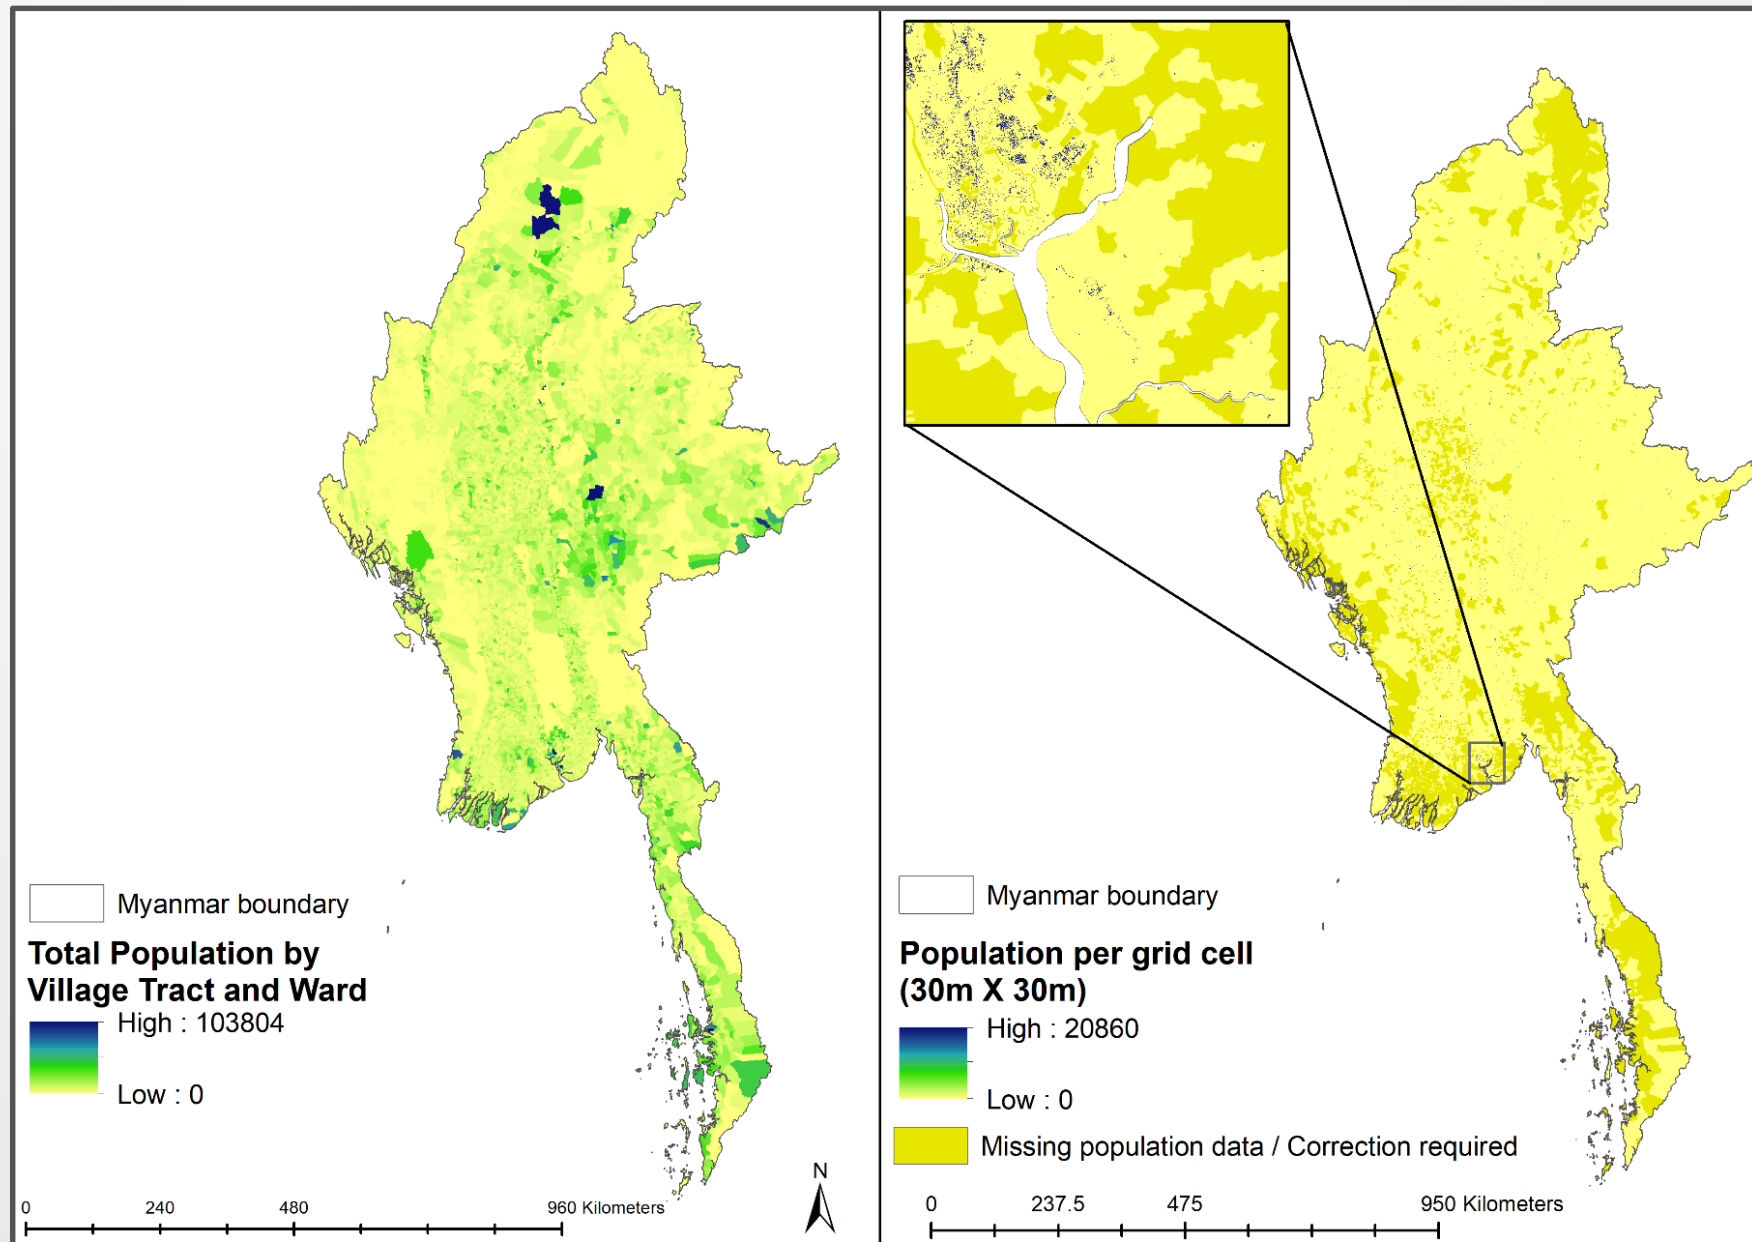 Myanmar boundary
Total Population by
Village Tract and Ward
High : 103804
Low : 0
0 240 480 960 Kilometers
N
Myanmar boundary
Population per grid cell
(30m X 30m)
High : 20860
Low : 0
Missing population data / Correction required
0 237.5 475 950 Kilometers